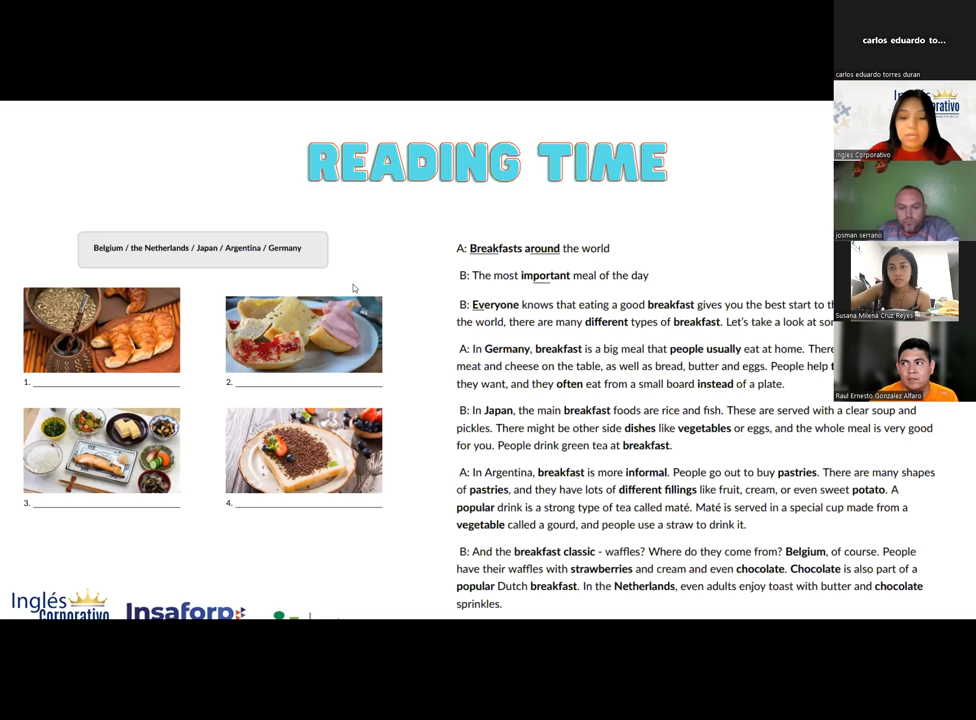 carlos eduardo to...
carlos eduardo torres duran
Inglés Corporativo
josman serrano
Susana Milena Cruz Reyes
Raul Ernesto Gonzalez Alfaro
READING TIME
Belgium / the Netherlands / Japan / Argentina / Germany
1.
2.
3.
4.
A: Breakfasts around the world
B: The most important meal of the day
B: Everyone knows that eating a good breakfast gives you the best start to
the world, there are many different types of breakfast. Let's take a look at
A: In Germany, breakfast is a big meal that people usually eat at home.
meat and cheese on the table, as well as bread, butter and eggs. People help
they want, and they often eat from a small board instead of a plate.
B: In Japan, the main breakfast foods are rice and fish. These are served with a clear soup and
pickles. There might be other side dishes like vegetables or eggs, and the whole meal is very good
for you. People drink green tea at breakfast.
A: In Argentina, breakfast is more informal. People go out to buy pastries. There are many shapes
of pastries, and they have lots of different fillings like fruit, cream, or even sweet potato. A
popular drink is a strong type of tea called maté. Maté is served in a special cup made from a
vegetable called a gourd, and people use a straw to drink it.
B: And the breakfast classic - waffles? Where do they come from? Belgium, of course. People
have their waffles with strawberries and cream and even chocolate. Chocolate is also part of a
popular Dutch breakfast. In the Netherlands, even adults enjoy toast with butter and chocolate
sprinkles.
Inglés
Corporativo
Insaforp